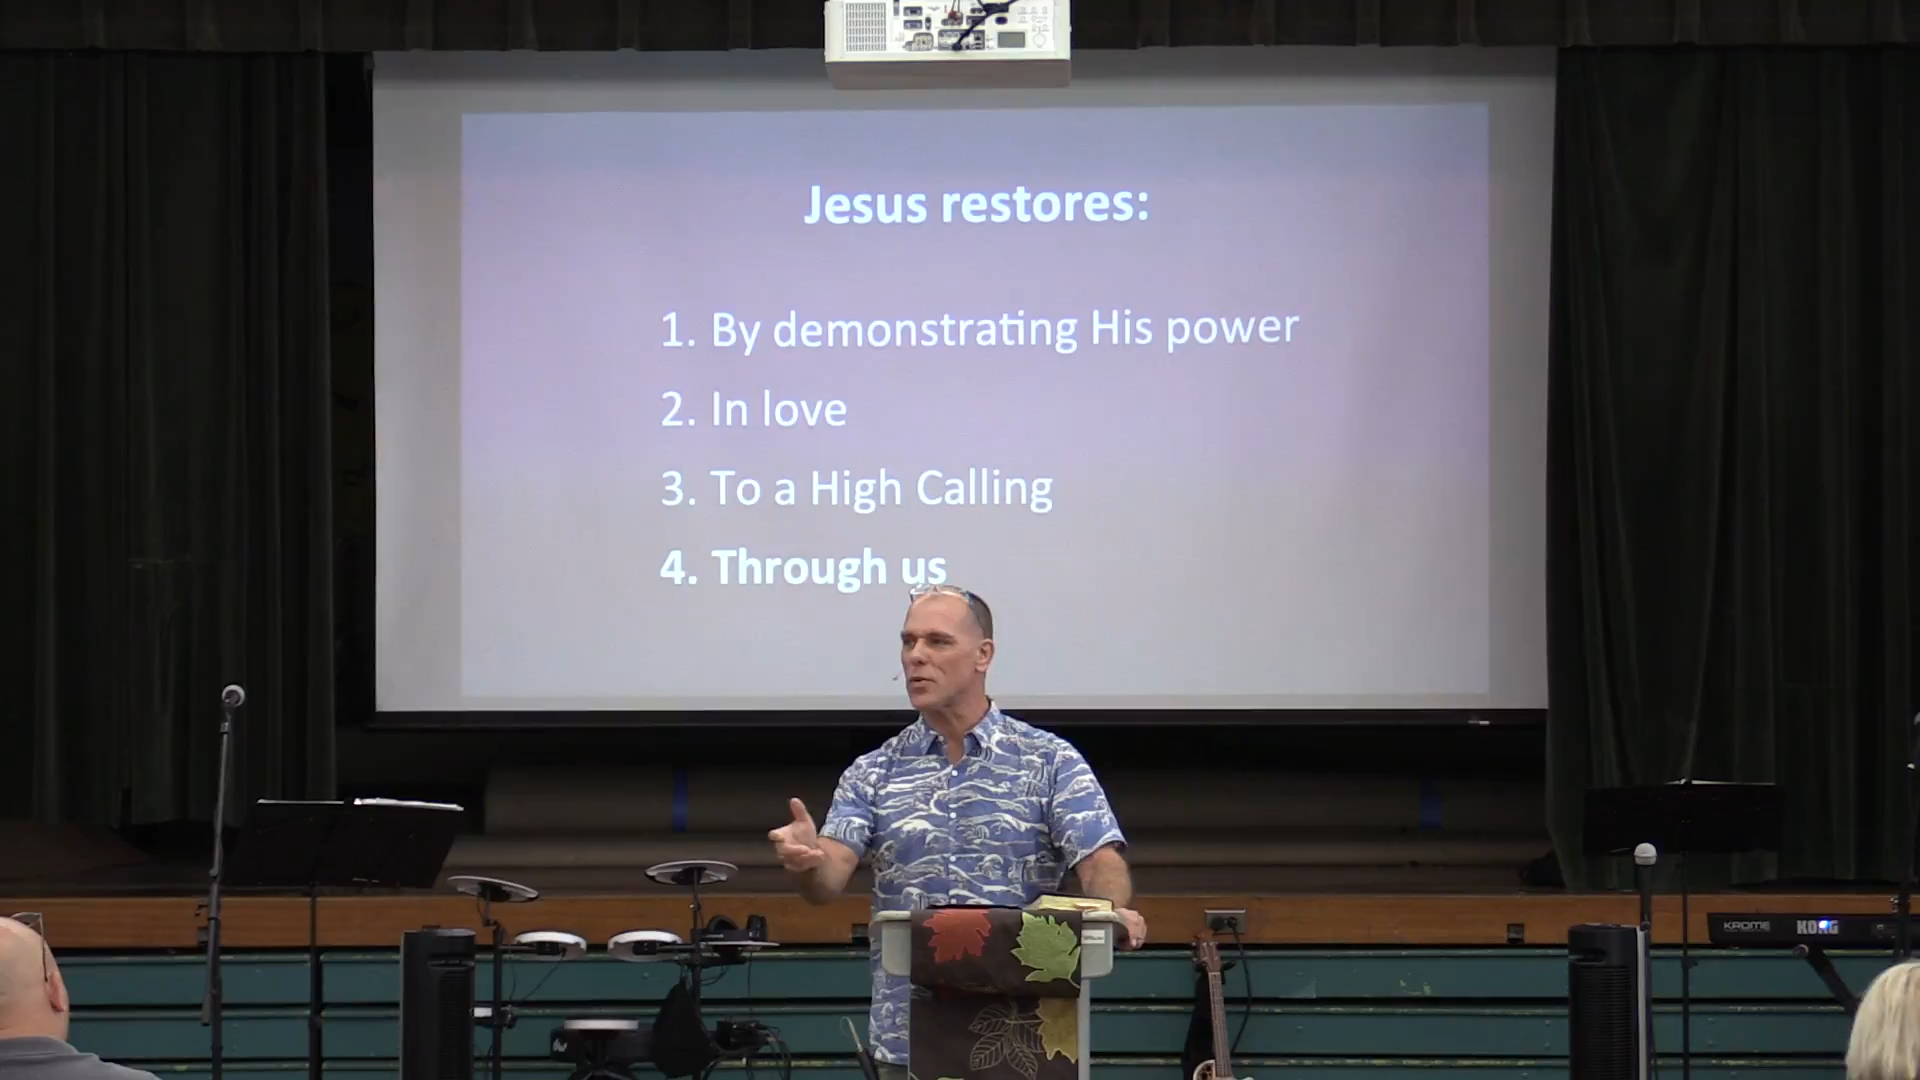 Jesus restores:
1. By demonstrating His power
2. In love
3. To a High Calling
4. Through us
KROME KORG